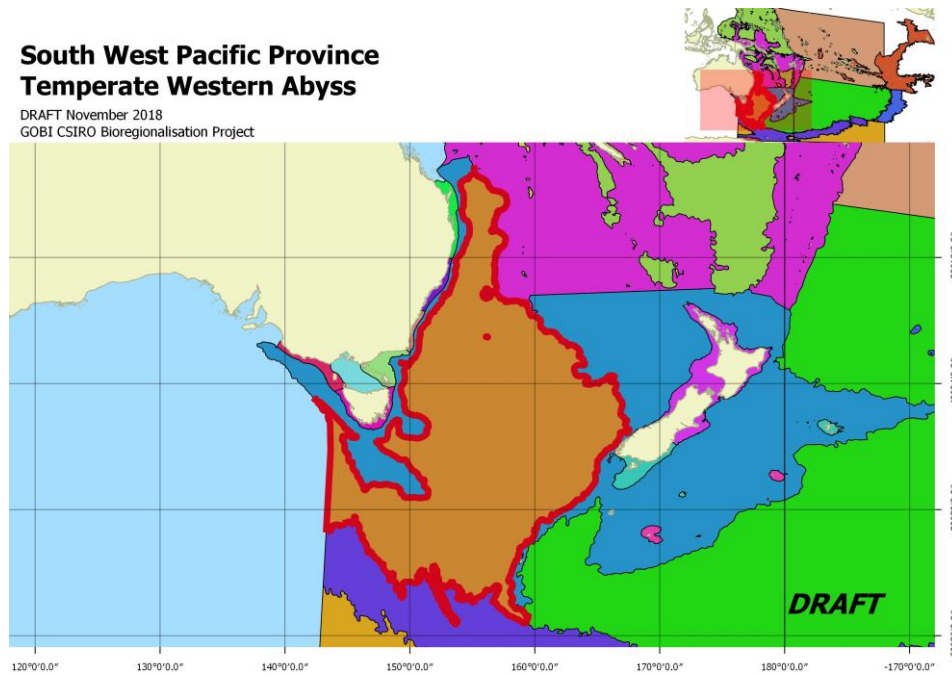 South West Pacific Province
Temperate Western Abyss
DRAFT November 2018
GOBI CSIRO Bioregionalisation Project
DRAFT
120°0'0.0" 130°0'0.0" 140°0'0.0" 150°0'0.0" 160°0'0.0" 170°0'0.0" 180°0'0.0" -170°0'0.0"